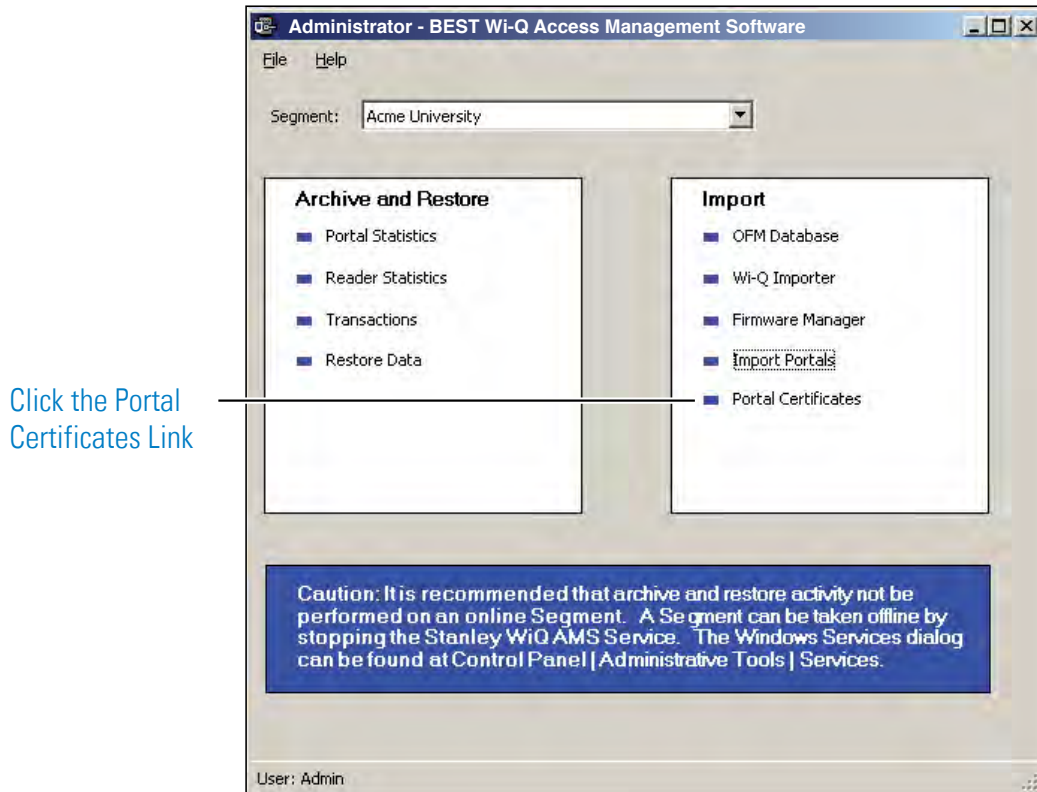 Administrator - BEST Wi-Q Access Management Software
File Help
Segment: Acme University
Archive and Restore
Portal Statistics
Reader Statistics
Transactions
Restore Data
Import
OFM Database
Wi-Q Importer
Firmware Manager
Import Portals
Portal Certificates
Click the Portal
Certificates Link
Caution: It is recommended that archive and restore activity not be
performed on an online Segment. A Segment can be taken offline by
stopping the Stanley WiQ AMS Service. The Windows Services dialog
can be found at Control Panel | Administrative Tools | Services.
User: Admin